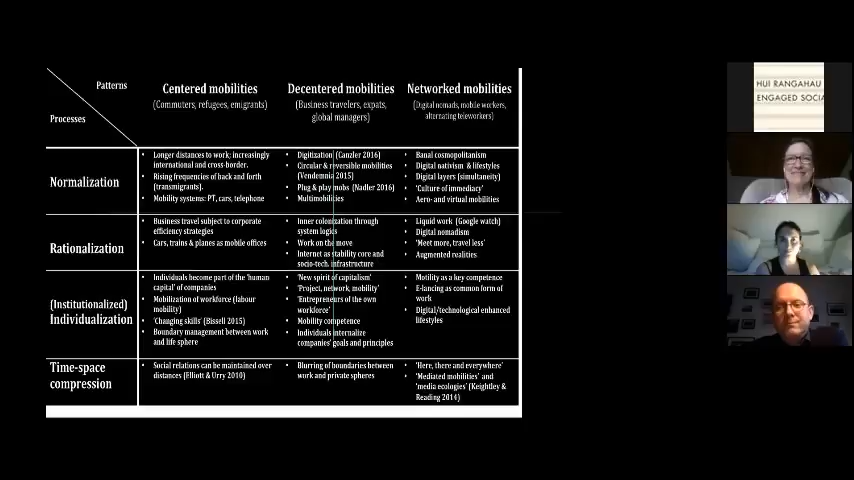 Patterns
Processes
Centered mobilities
(Commuters, refugees, emigrants)
Decentered mobilities
(Business travelers, expats,
global managers)
Networked mobilities
(Digital nomads, mobile workers,
alternating teleworkers)
Normalization
• Longer distances to work; increasingly
international and cross-border.
• Rising frequencies of back and forth
(transmigrants).
• Mobility systems: PT, cars, telephone
• Digitization (Canzler 2016)
• Circular & reversible mobilities
(Vendemnia 2015)
• Plug & play mobs (Nadler 2016)
• Multimobilities
• Banal cosmopolitanism
• Digital nativism & lifestyles
• Digital layers (simultaneity)
• 'Culture of immediacy'
• Aero- and virtual mobilities
Rationalization
• Business travel subject to corporate
efficiency strategies
• Cars, trains & planes as mobile offices
• Inner colonization through
system logics
• Work on the move
• Internet as stability core and
socio-tech. infrastructure
• Liquid work (Google watch)
• Digital nomadism
• 'Meet more, travel less'
• Augmented realities
(Institutionalized)
Individualization
• Individuals become part of the 'human
capital' of companies
• Mobilization of workforce (labour
mobility)
• 'Changing skills' (Bissell 2015)
• Boundary management between work
and life sphere
• 'New spirit of capitalism'
• 'Project, network, mobility'
• 'Entrepreneurs of the own
workforce'
• Mobility competence
• Individuals internalize
companies' goals and principles
• Motility as a key competence
• E-lancing as common form of
work
• Digital/technological enhanced
lifestyles
Time-space
compression
• Social relations can be maintained over
distances (Elliott & Urry 2010)
• Blurring of boundaries between
work and private spheres
• 'Here, there and everywhere'
• 'Mediated mobilities' and
'media ecologies' (Keightley &
Reading 2014)
HUI RANGAHAU
ENGAGED SOCIA